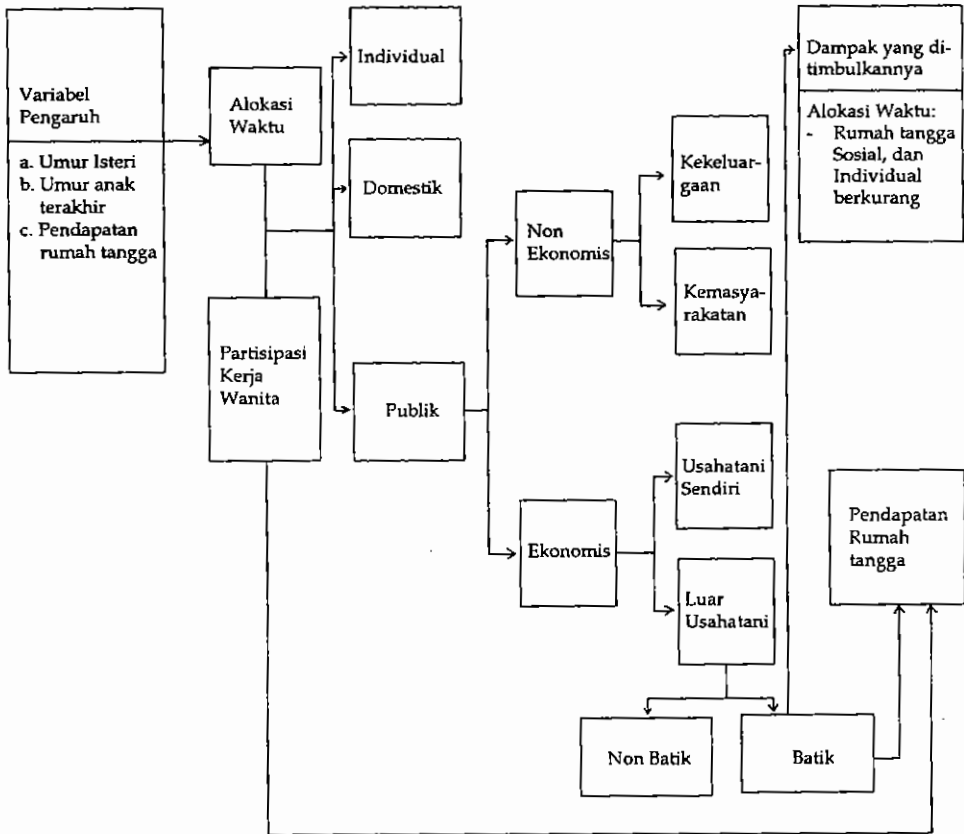 Variabel
Pengaruh
a. Umur Isteri
b. Umur anak
terakhir
c. Pendapatan
rumah tangga
Alokasi
Waktu
Partisipasi
Kerja
Wanita
Individual
Domestik
Publik
Non
Ekonomis
Ekonomis
Kekeluar-
gaan
Kemasya-
rakatan
Usahatani
Sendiri
Luar
Usahatani
Non Batik
Batik
Dampak yang di-
timbulkannya
Alokasi Waktu:
- Rumah tangga
Sosial, dan
Individual
berkurang
Pendapatan
Rumah
tangga